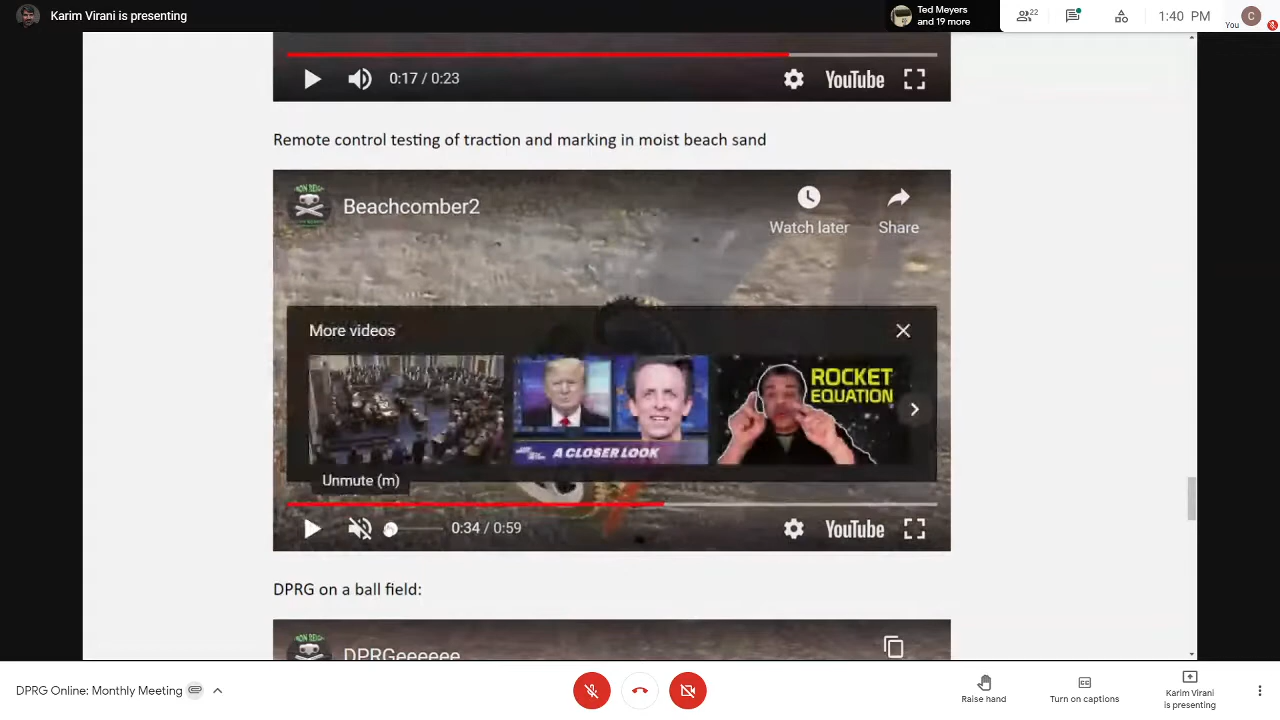 Karim Virani is presenting
Ted Meyers
and 19 more
22
1:40 PM
C
You
0:17 / 0:23
YouTube
Remote control testing of traction and marking in moist beach sand
Beachcomber2
Watch later
Share
More videos
A CLOSER LOOK
ROCKET
EQUATION
Unmute (m)
0:34 / 0:59
YouTube
DPRG on a ball field:
DPRGeeeeee
DPRG Online: Monthly Meeting
Raise hand
Turn on captions
Karim Virani
is presenting